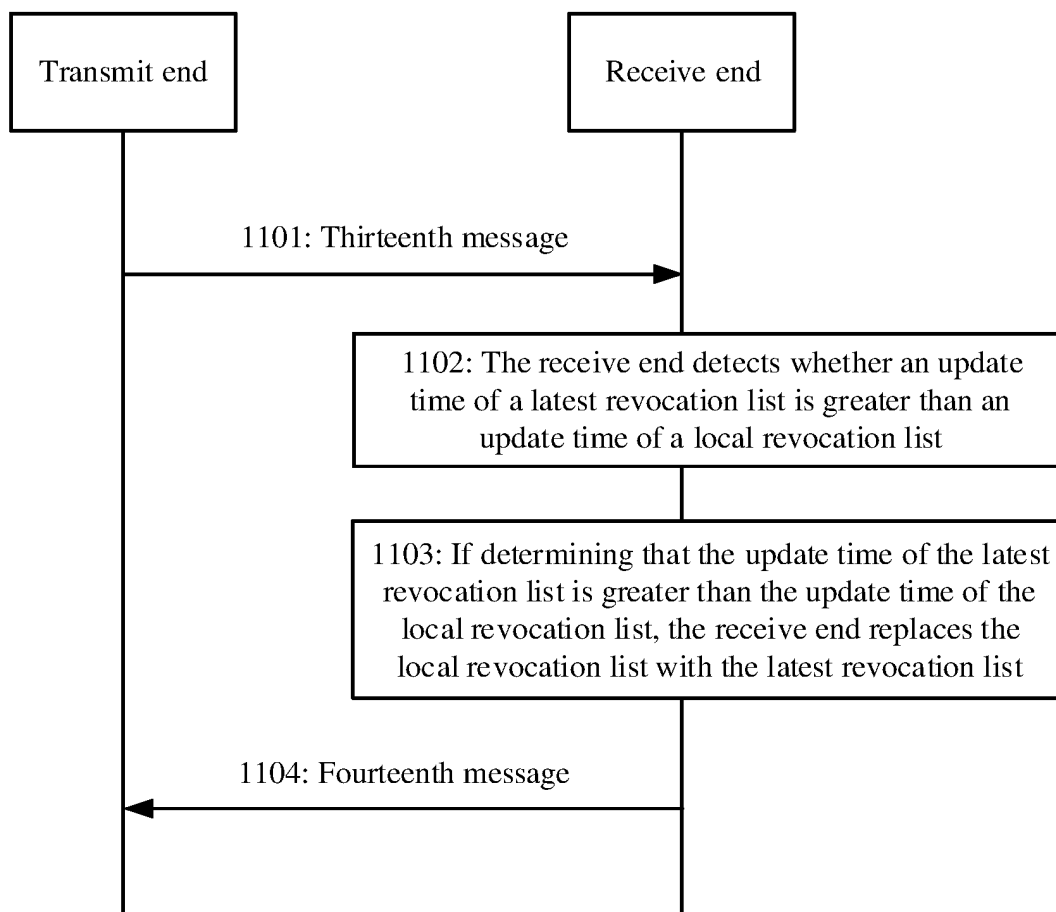 Transmit end
Receive end
1101: Thirteenth message
1102: The receive end detects whether an update
time of a latest revocation list is greater than an
update time of a local revocation list
1103: If determining that the update time of the latest
revocation list is greater than the update time of the
local revocation list, the receive end replaces the
local revocation list with the latest revocation list
1104: Fourteenth message